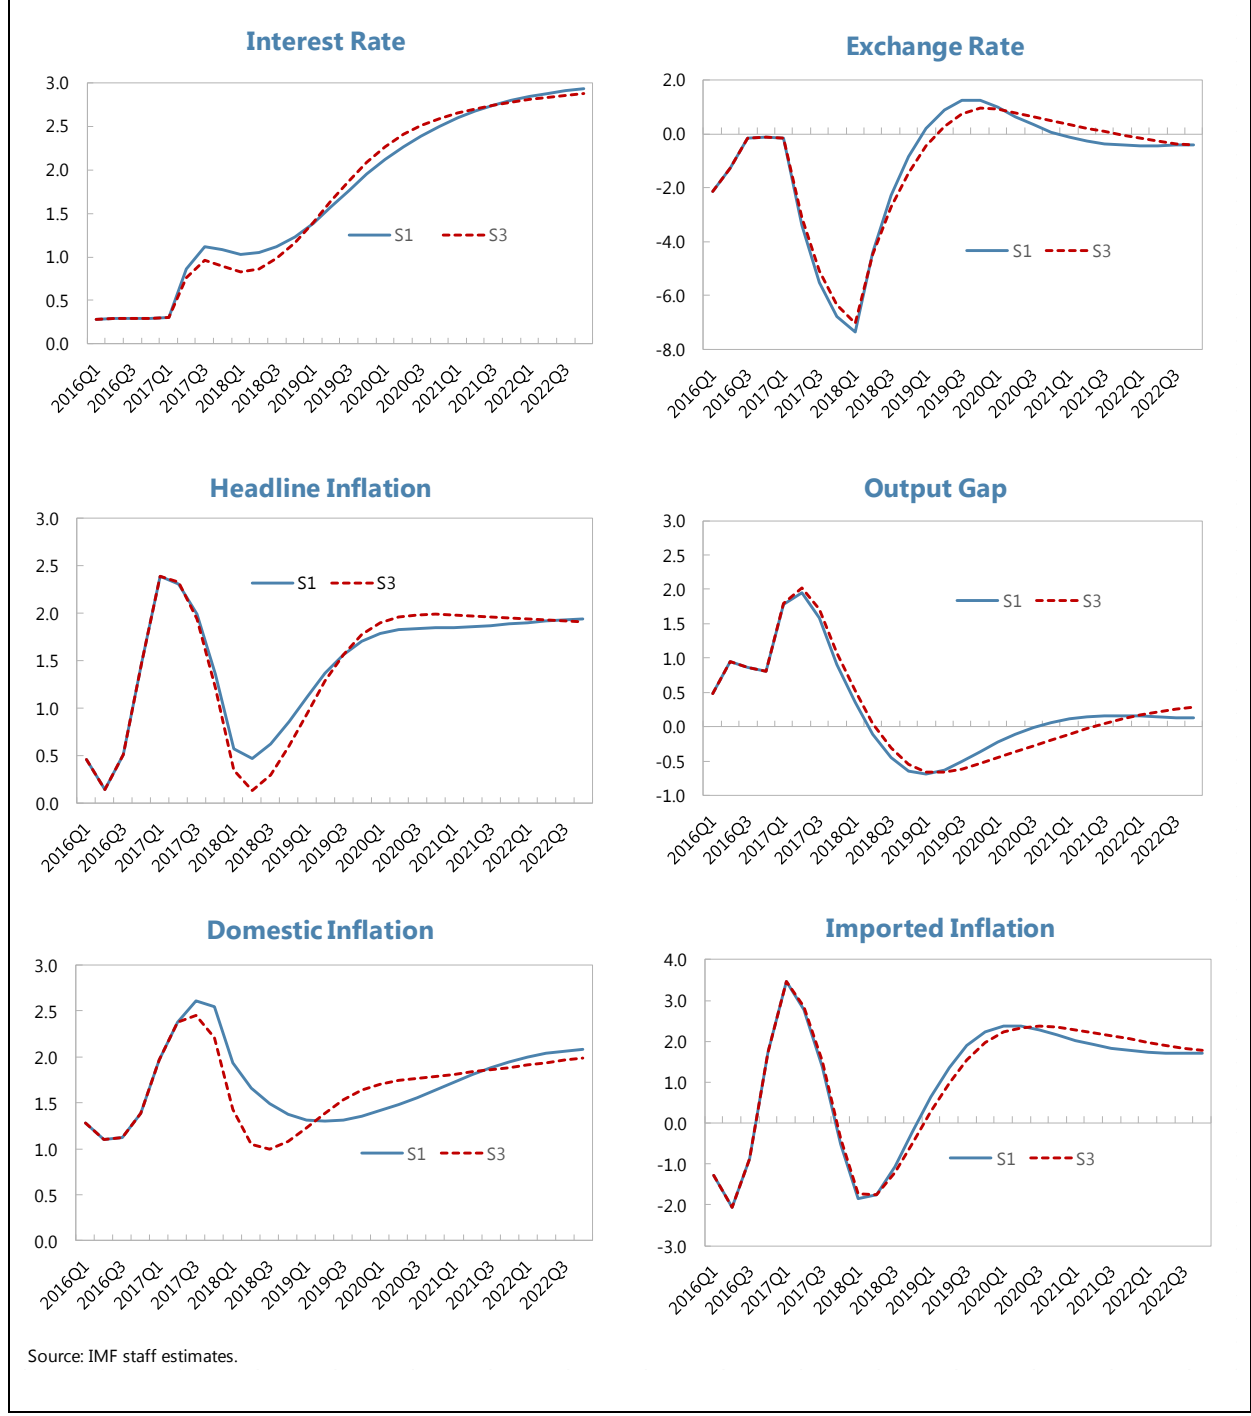 Interest Rate
3.0
2.5
2.0
1.5
1.0
0.5
0.0
S1 S3
2016Q1 2016Q3 2017Q1 2017Q3 2018Q1 2018Q3 2019Q1 2019Q3 2020Q1 2020Q3 2021Q1 2021Q3 2022Q1 2022Q3
Exchange Rate
2.0
0.0
-2.0
-4.0
-6.0
-8.0
S1 S3
2016Q1 2016Q3 2017Q1 2017Q3 2018Q1 2018Q3 2019Q1 2019Q3 2020Q1 2020Q3 2021Q1 2021Q3 2022Q1 2022Q3
Headline Inflation
3.0
2.5
2.0
1.5
1.0
0.5
0.0
S1 S3
2016Q1 2016Q3 2017Q1 2017Q3 2018Q1 2018Q3 2019Q1 2019Q3 2020Q1 2020Q3 2021Q1 2021Q3 2022Q1 2022Q3
Output Gap
3.0
2.5
2.0
1.5
1.0
0.5
0.0
-0.5
-1.0
S1 S3
2016Q1 2016Q3 2017Q1 2017Q3 2018Q1 2018Q3 2019Q1 2019Q3 2020Q1 2020Q3 2021Q1 2021Q3 2022Q1 2022Q3
Domestic Inflation
3.0
2.5
2.0
1.5
1.0
0.5
0.0
S1 S3
2016Q1 2016Q3 2017Q1 2017Q3 2018Q1 2018Q3 2019Q1 2019Q3 2020Q1 2020Q3 2021Q1 2021Q3 2022Q1 2022Q3
Imported Inflation
4.0
3.0
2.0
1.0
0.0
-1.0
-2.0
-3.0
S1 S3
2016Q1 2016Q3 2017Q1 2017Q3 2018Q1 2018Q3 2019Q1 2019Q3 2020Q1 2020Q3 2021Q1 2021Q3 2022Q1 2022Q3
Source: IMF staff estimates.